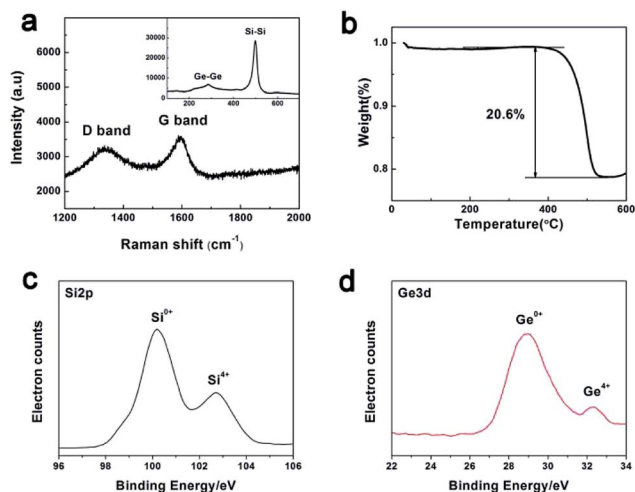 a
Intensity (a.u)
7000
6000
5000
4000
3000
2000
D band
G band
1200 1400 1600 1800 2000
Raman shift (cm⁻¹)
30000
20000
10000
0
Ge-Ge
Si-Si
200 400 600
b
Weight(%)
1.0
0.9
0.8
20.6%
0 200 400 600
Temperature(°C)
c
Si2p
Electron counts
Si⁰⁺
Si⁴⁺
96 98 100 102 104 106
Binding Energy/eV
d
Ge3d
Electron counts
Ge⁰⁺
Ge⁴⁺
22 24 26 28 30 32 34
Binding Energy/eV